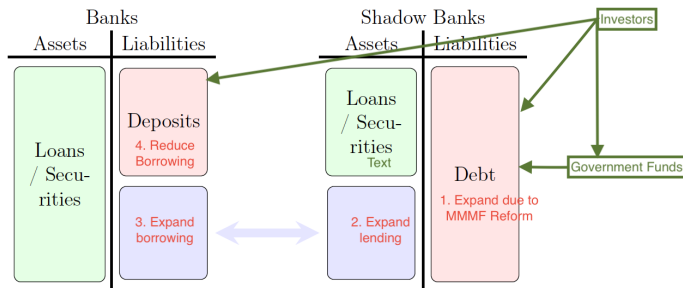 Banks
Shadow Banks
Investors
Assets
Liabilities
Assets
Liabilities
Loans
/ Secu-
rities
Deposits
4. Reduce
Borrowing
3. Expand
borrowing
Loans
/ Secu-
rities
Text
2. Expand
lending
Debt
1. Expand due to
MMMF Reform
Government Funds